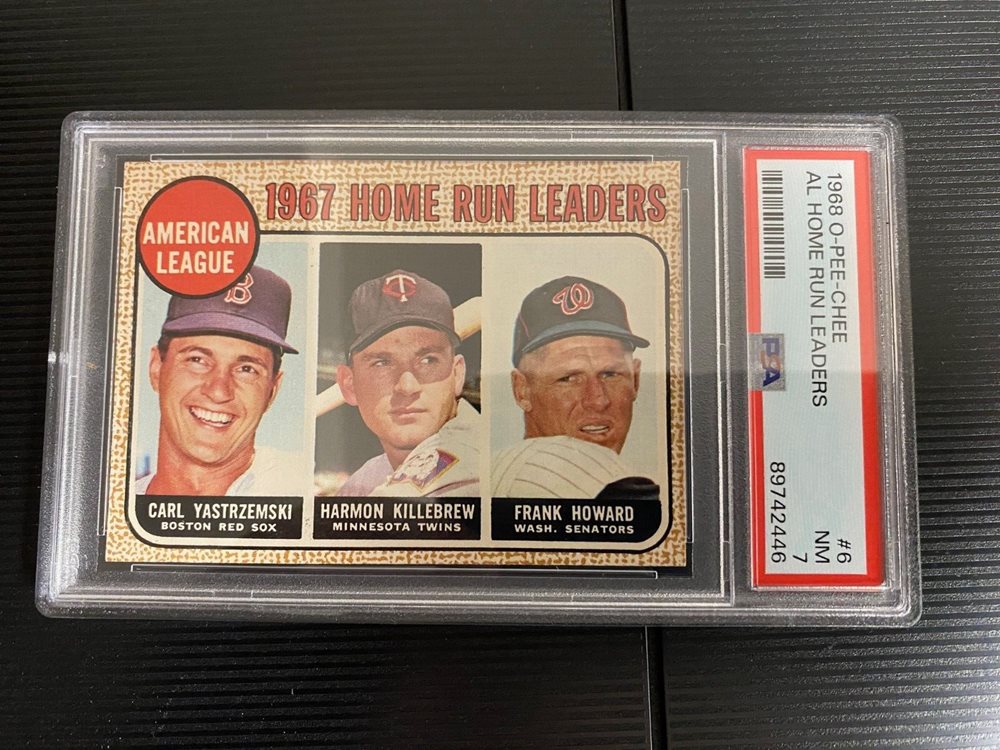 1967 HOME RUN LEADERS
AMERICAN
LEAGUE
B
TC
W
CARL YASTRZEMSKI
BOSTON RED SOX
HARMON KILLEBREW
MINNESOTA TWINS
FRANK HOWARD
WASH. SENATORS
1968 O-PEE-CHEE
AL HOME RUN LEADERS
#6
NM
7
PSA
89742446